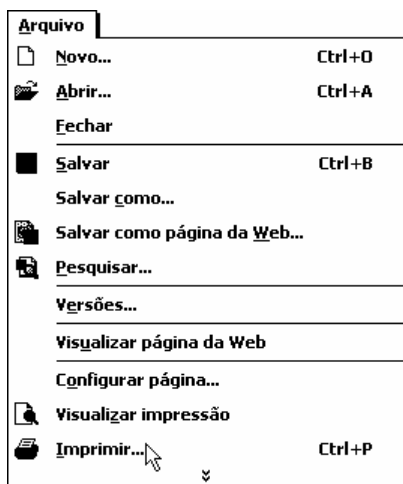 Arquivo
Novo... Ctrl+O
Abrir... Ctrl+A
Fechar
Salvar Ctrl+B
Salvar como...
Salvar como página da Web...
Pesquisar...
Versões...
Visualizar página da Web
Configurar página...
Visualizar impressão
Imprimir... Ctrl+P